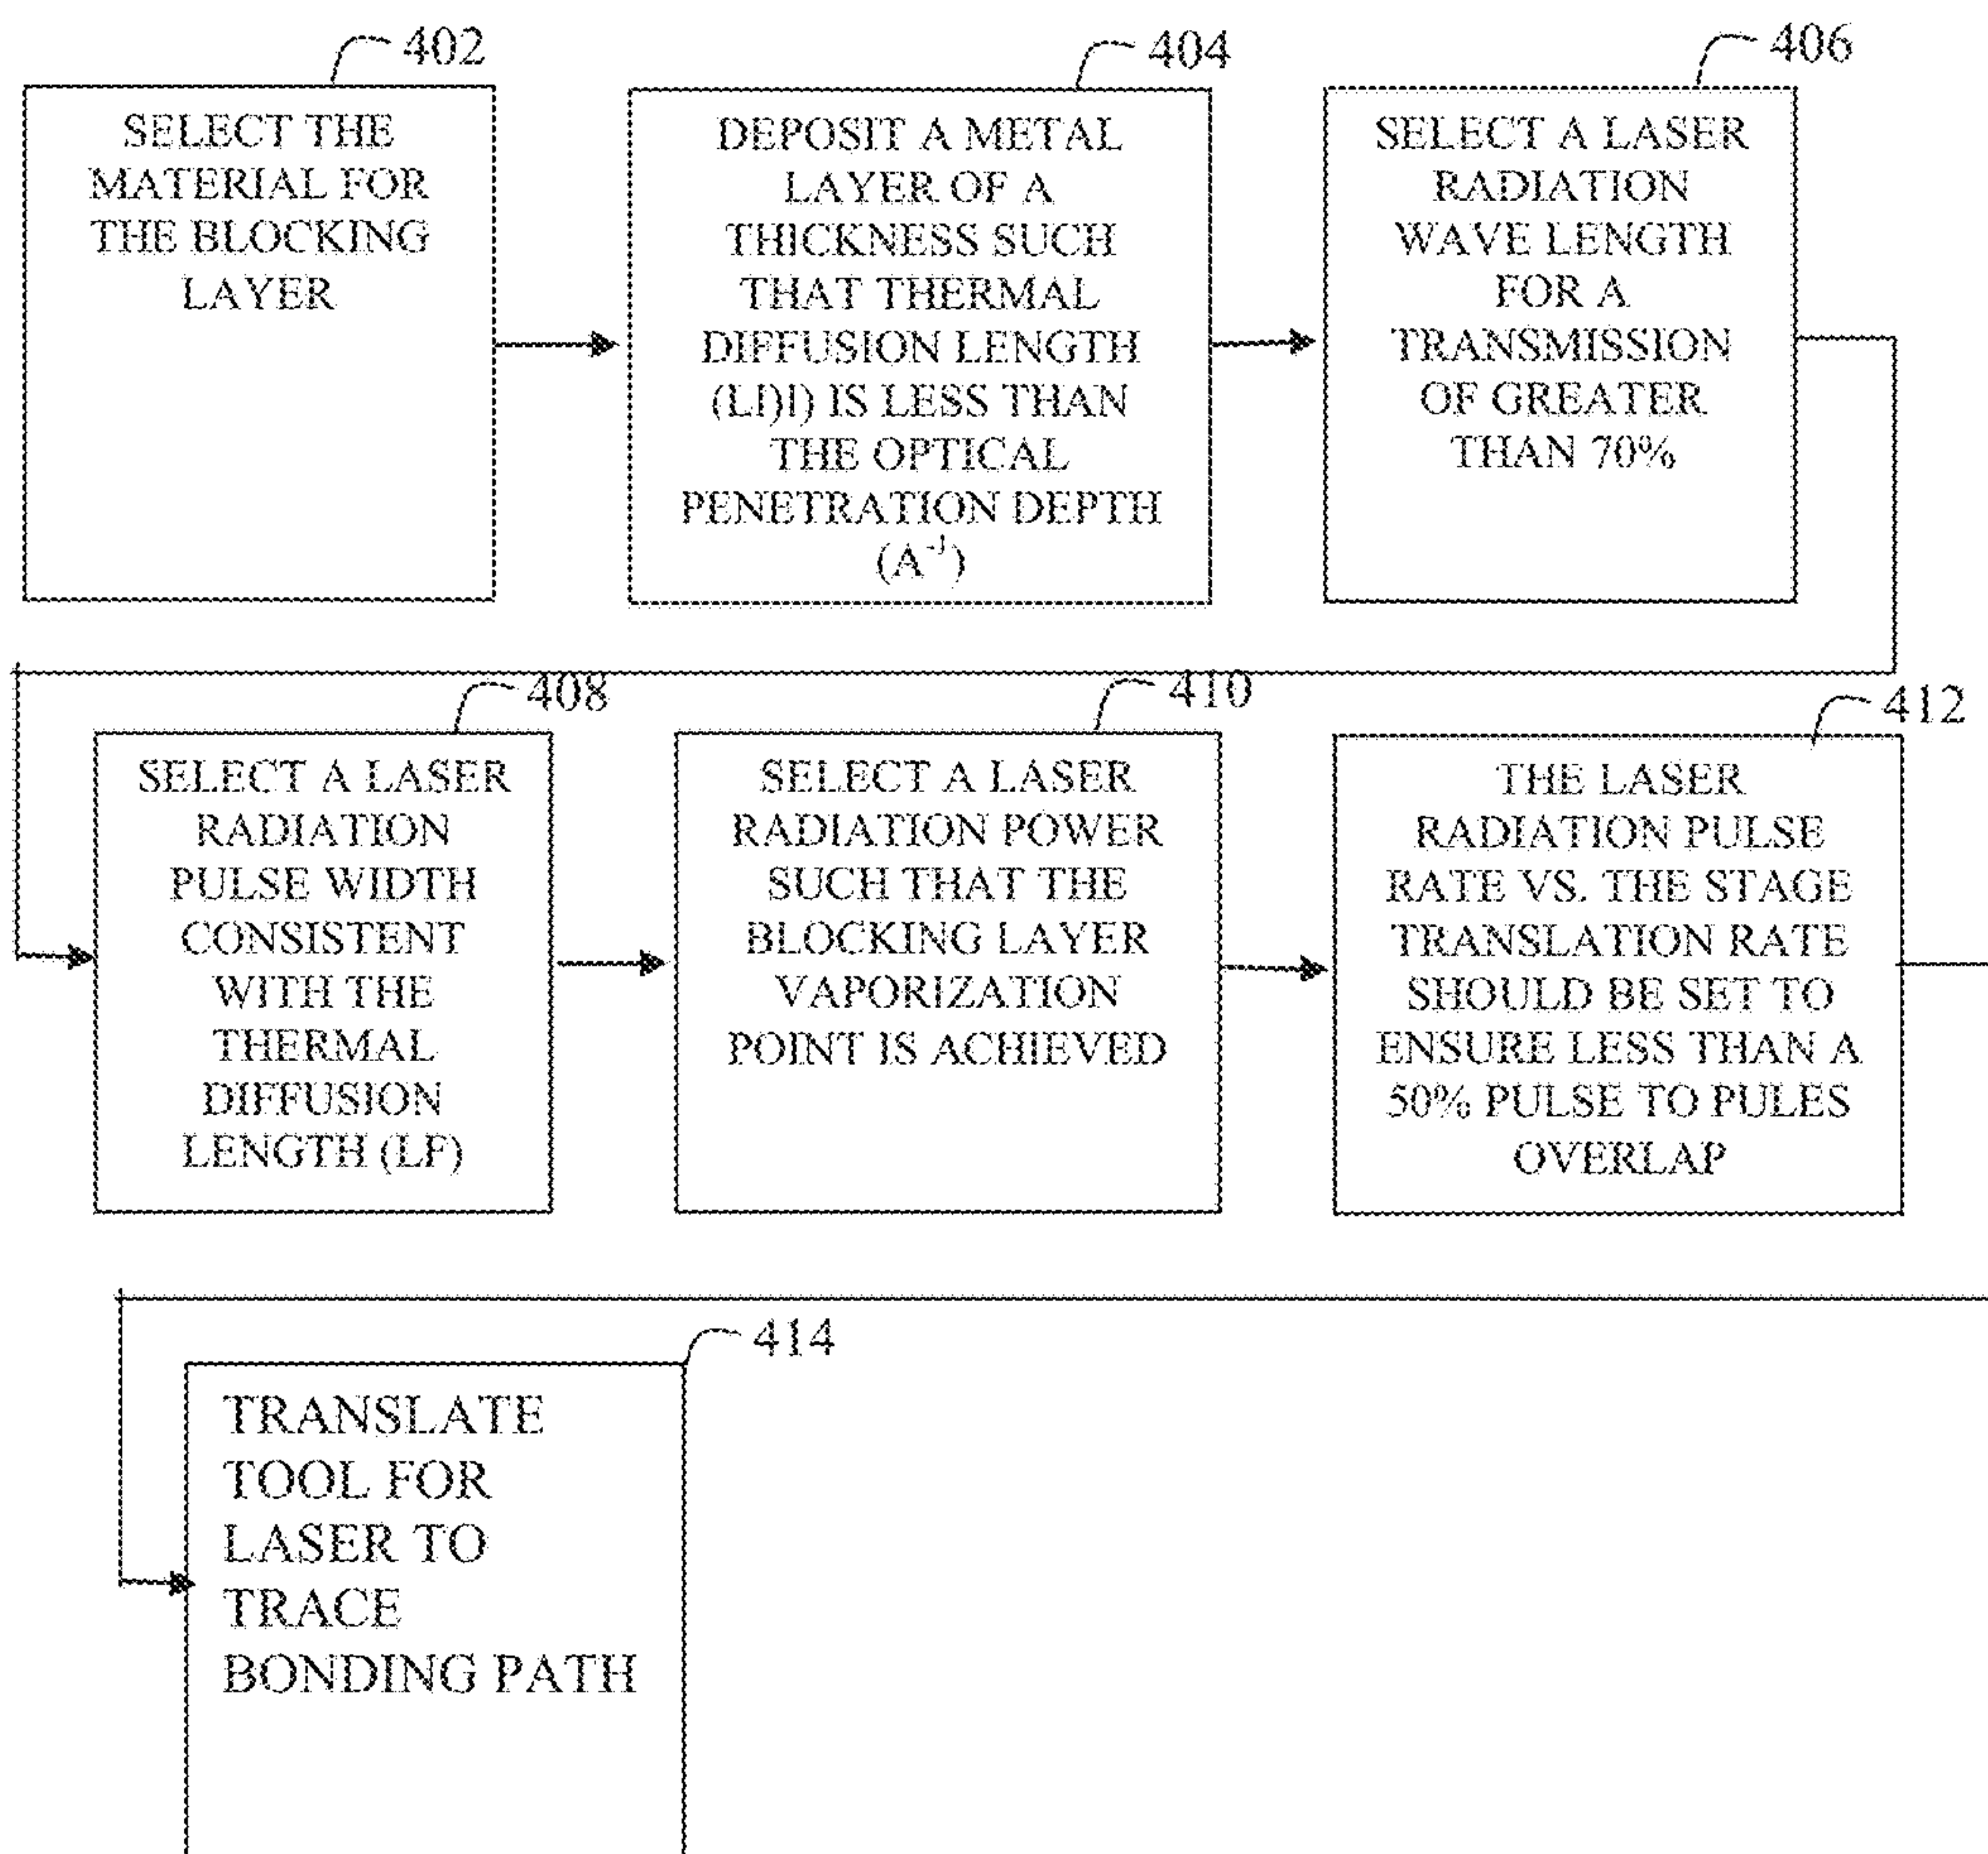 402
SELECT THE
MATERIAL FOR
THE BLOCKING
LAYER
404
DEPOSIT A METAL
LAYER OF A
THICKNESS SUCH
THAT THERMAL
DIFFUSION LENGTH
(LI)I) IS LESS THAN
THE OPTICAL
PENETRATION DEPTH
(A⁻¹)
406
SELECT A LASER
RADIATION
WAVE LENGTH
FOR A
TRANSMISSION
OF GREATER
THAN 70%
408
SELECT A LASER
RADIATION
PULSE WIDTH
CONSISTENT
WITH THE
THERMAL
DIFFUSION
LENGTH (LF)
410
SELECT A LASER
RADIATION POWER
SUCH THAT THE
BLOCKING LAYER
VAPORIZATION
POINT IS ACHIEVED
412
THE LASER
RADIATION PULSE
RATE VS. THE STAGE
TRANSLATION RATE
SHOULD BE SET TO
ENSURE LESS THAN A
50% PULSE TO PULES
OVERLAP
414
TRANSLATE
TOOL FOR
LASER TO
TRACE
BONDING PATH